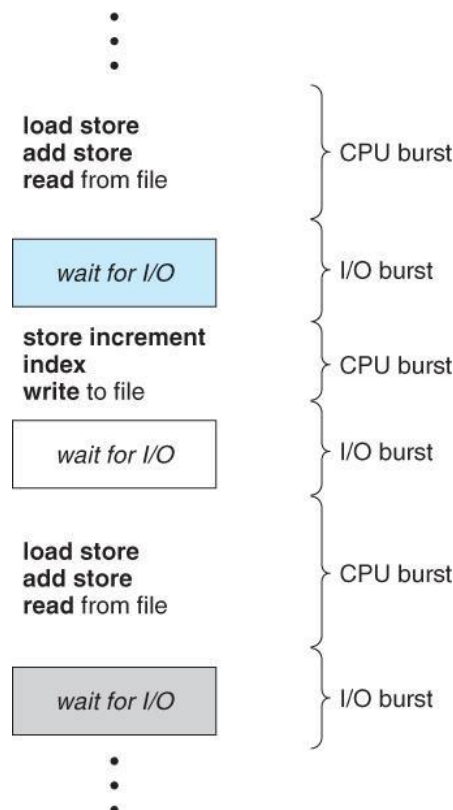 load store
add store
read from file
CPU burst
wait for I/O
I/O burst
store increment
index
write to file
CPU burst
wait for I/O
I/O burst
load store
add store
read from file
CPU burst
wait for I/O
I/O burst